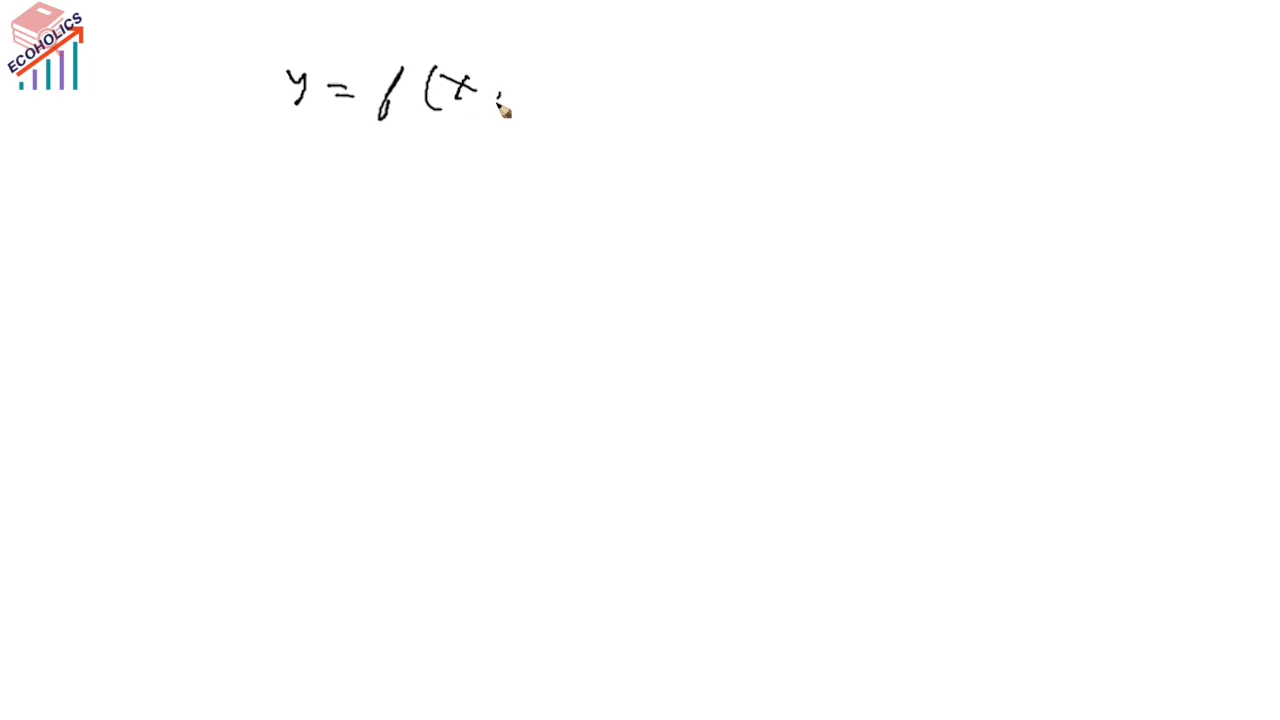 ECOHOLICS
y = f (x